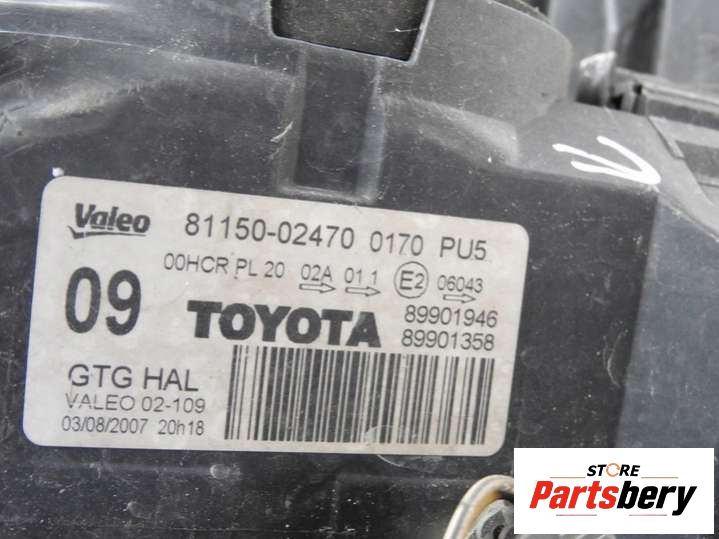 Valeo 81150-02470 0170 PU5
00HCR PL 20 02A 01 1 E2 06043
09 TOYOTA 89901946
89901358
GTG HAL
VALEO 02-109
03/08/2007 20h18
STORE
Partsbery